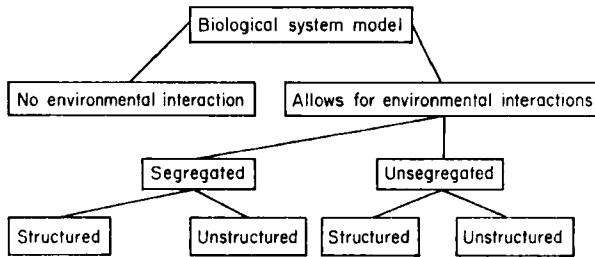 Biological system model
No environmental interaction
Allows for environmental interactions
Segregated
Unsegregated
Structured
Unstructured
Structured
Unstructured